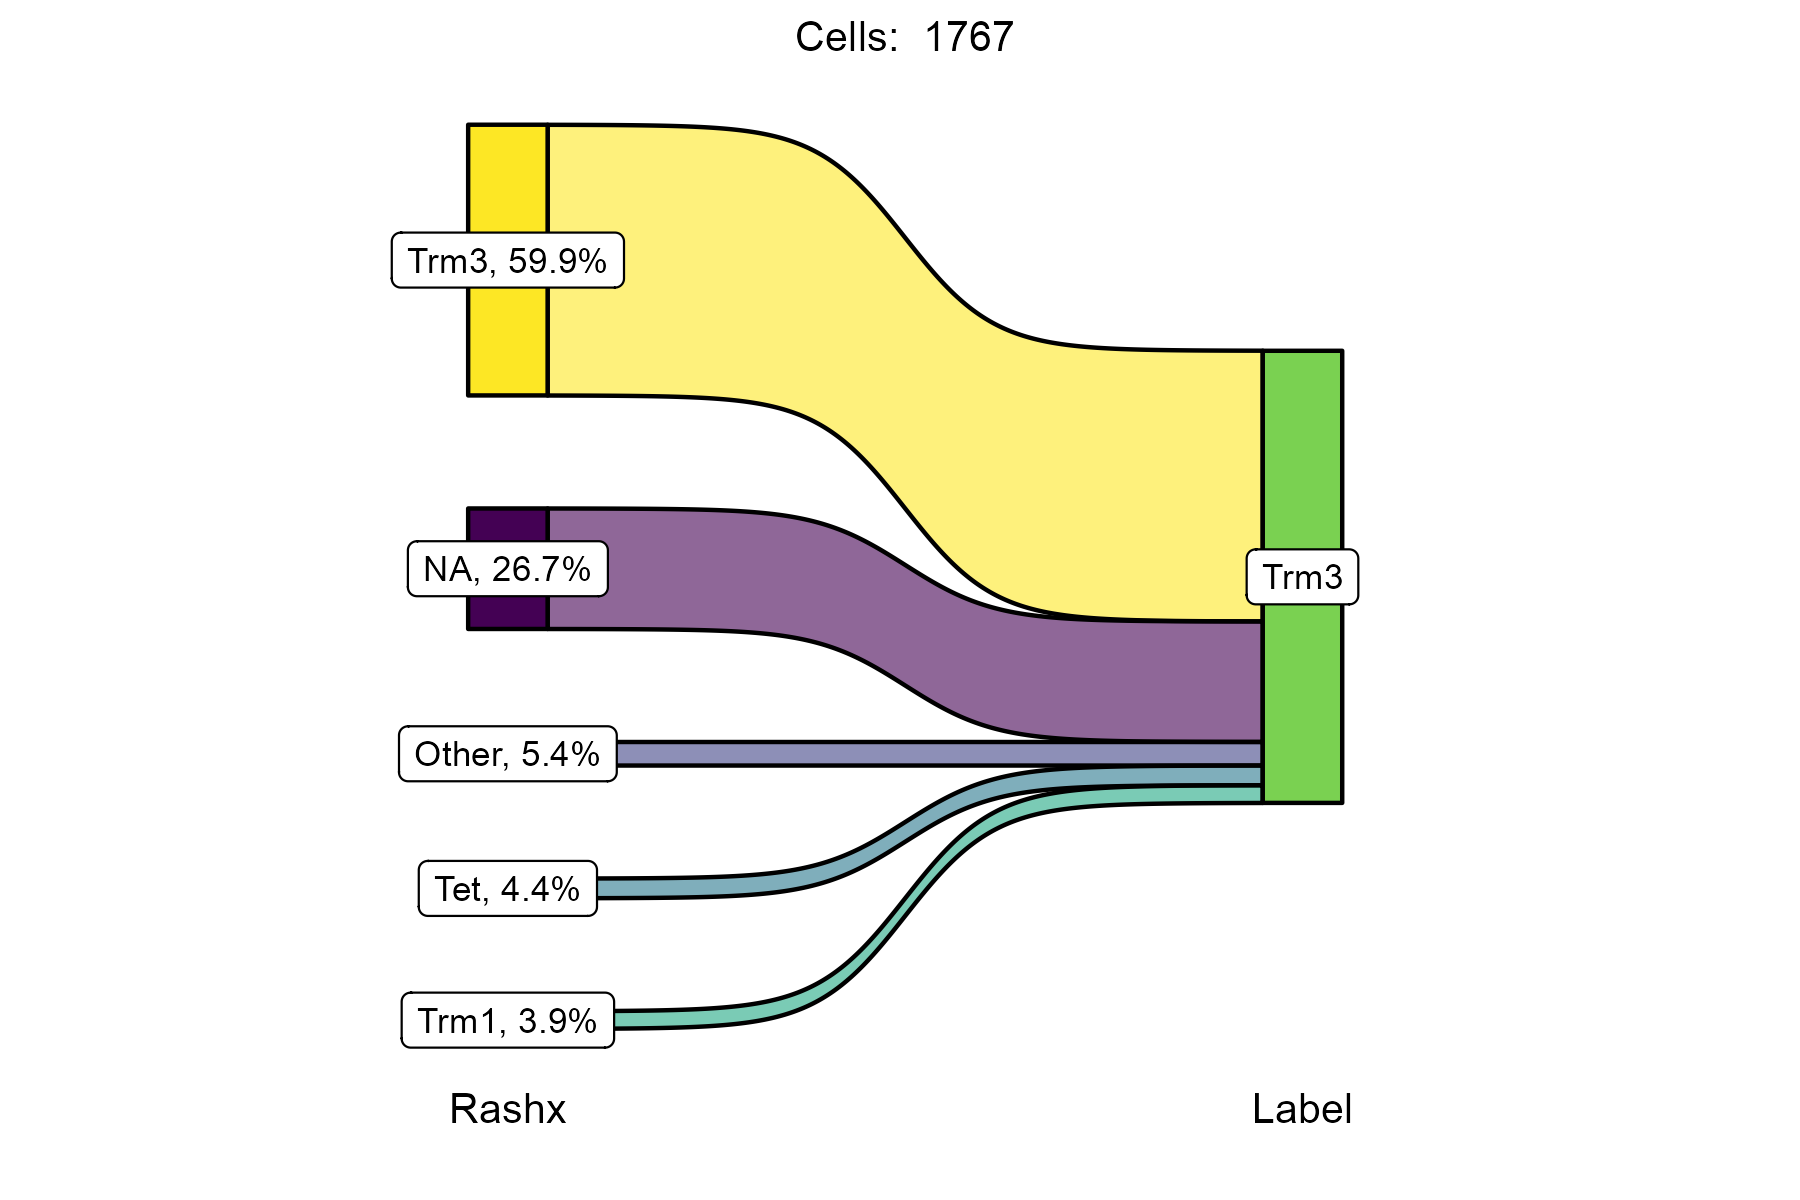 Cells:  1767
Trm3, 59.9%
NA, 26.7%
Trm3
Other, 5.4%
Tet, 4.4%
Trm1, 3.9%
Rashx
Label